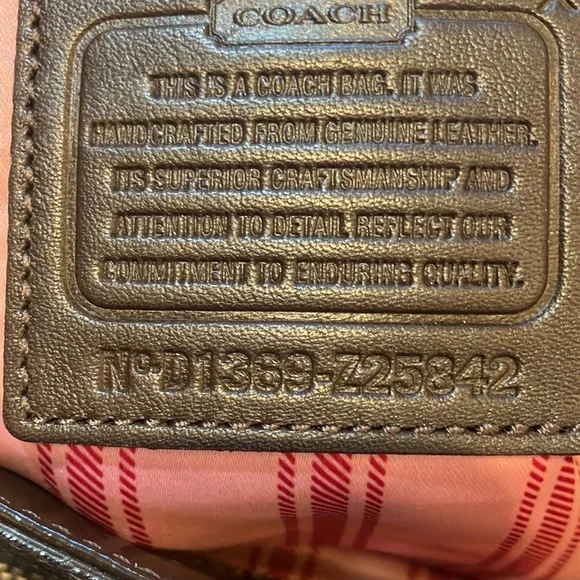 COACH
THIS IS A COACH BAG. IT WAS
HANDCRAFTED FROM GENUINE LEATHER.
ITS SUPERIOR CRAFTSMANSHIP AND
ATTENTION TO DETAIL REFLECT OUR
COMMITMENT TO ENDURING QUALITY.
Nº D1369-Z25842